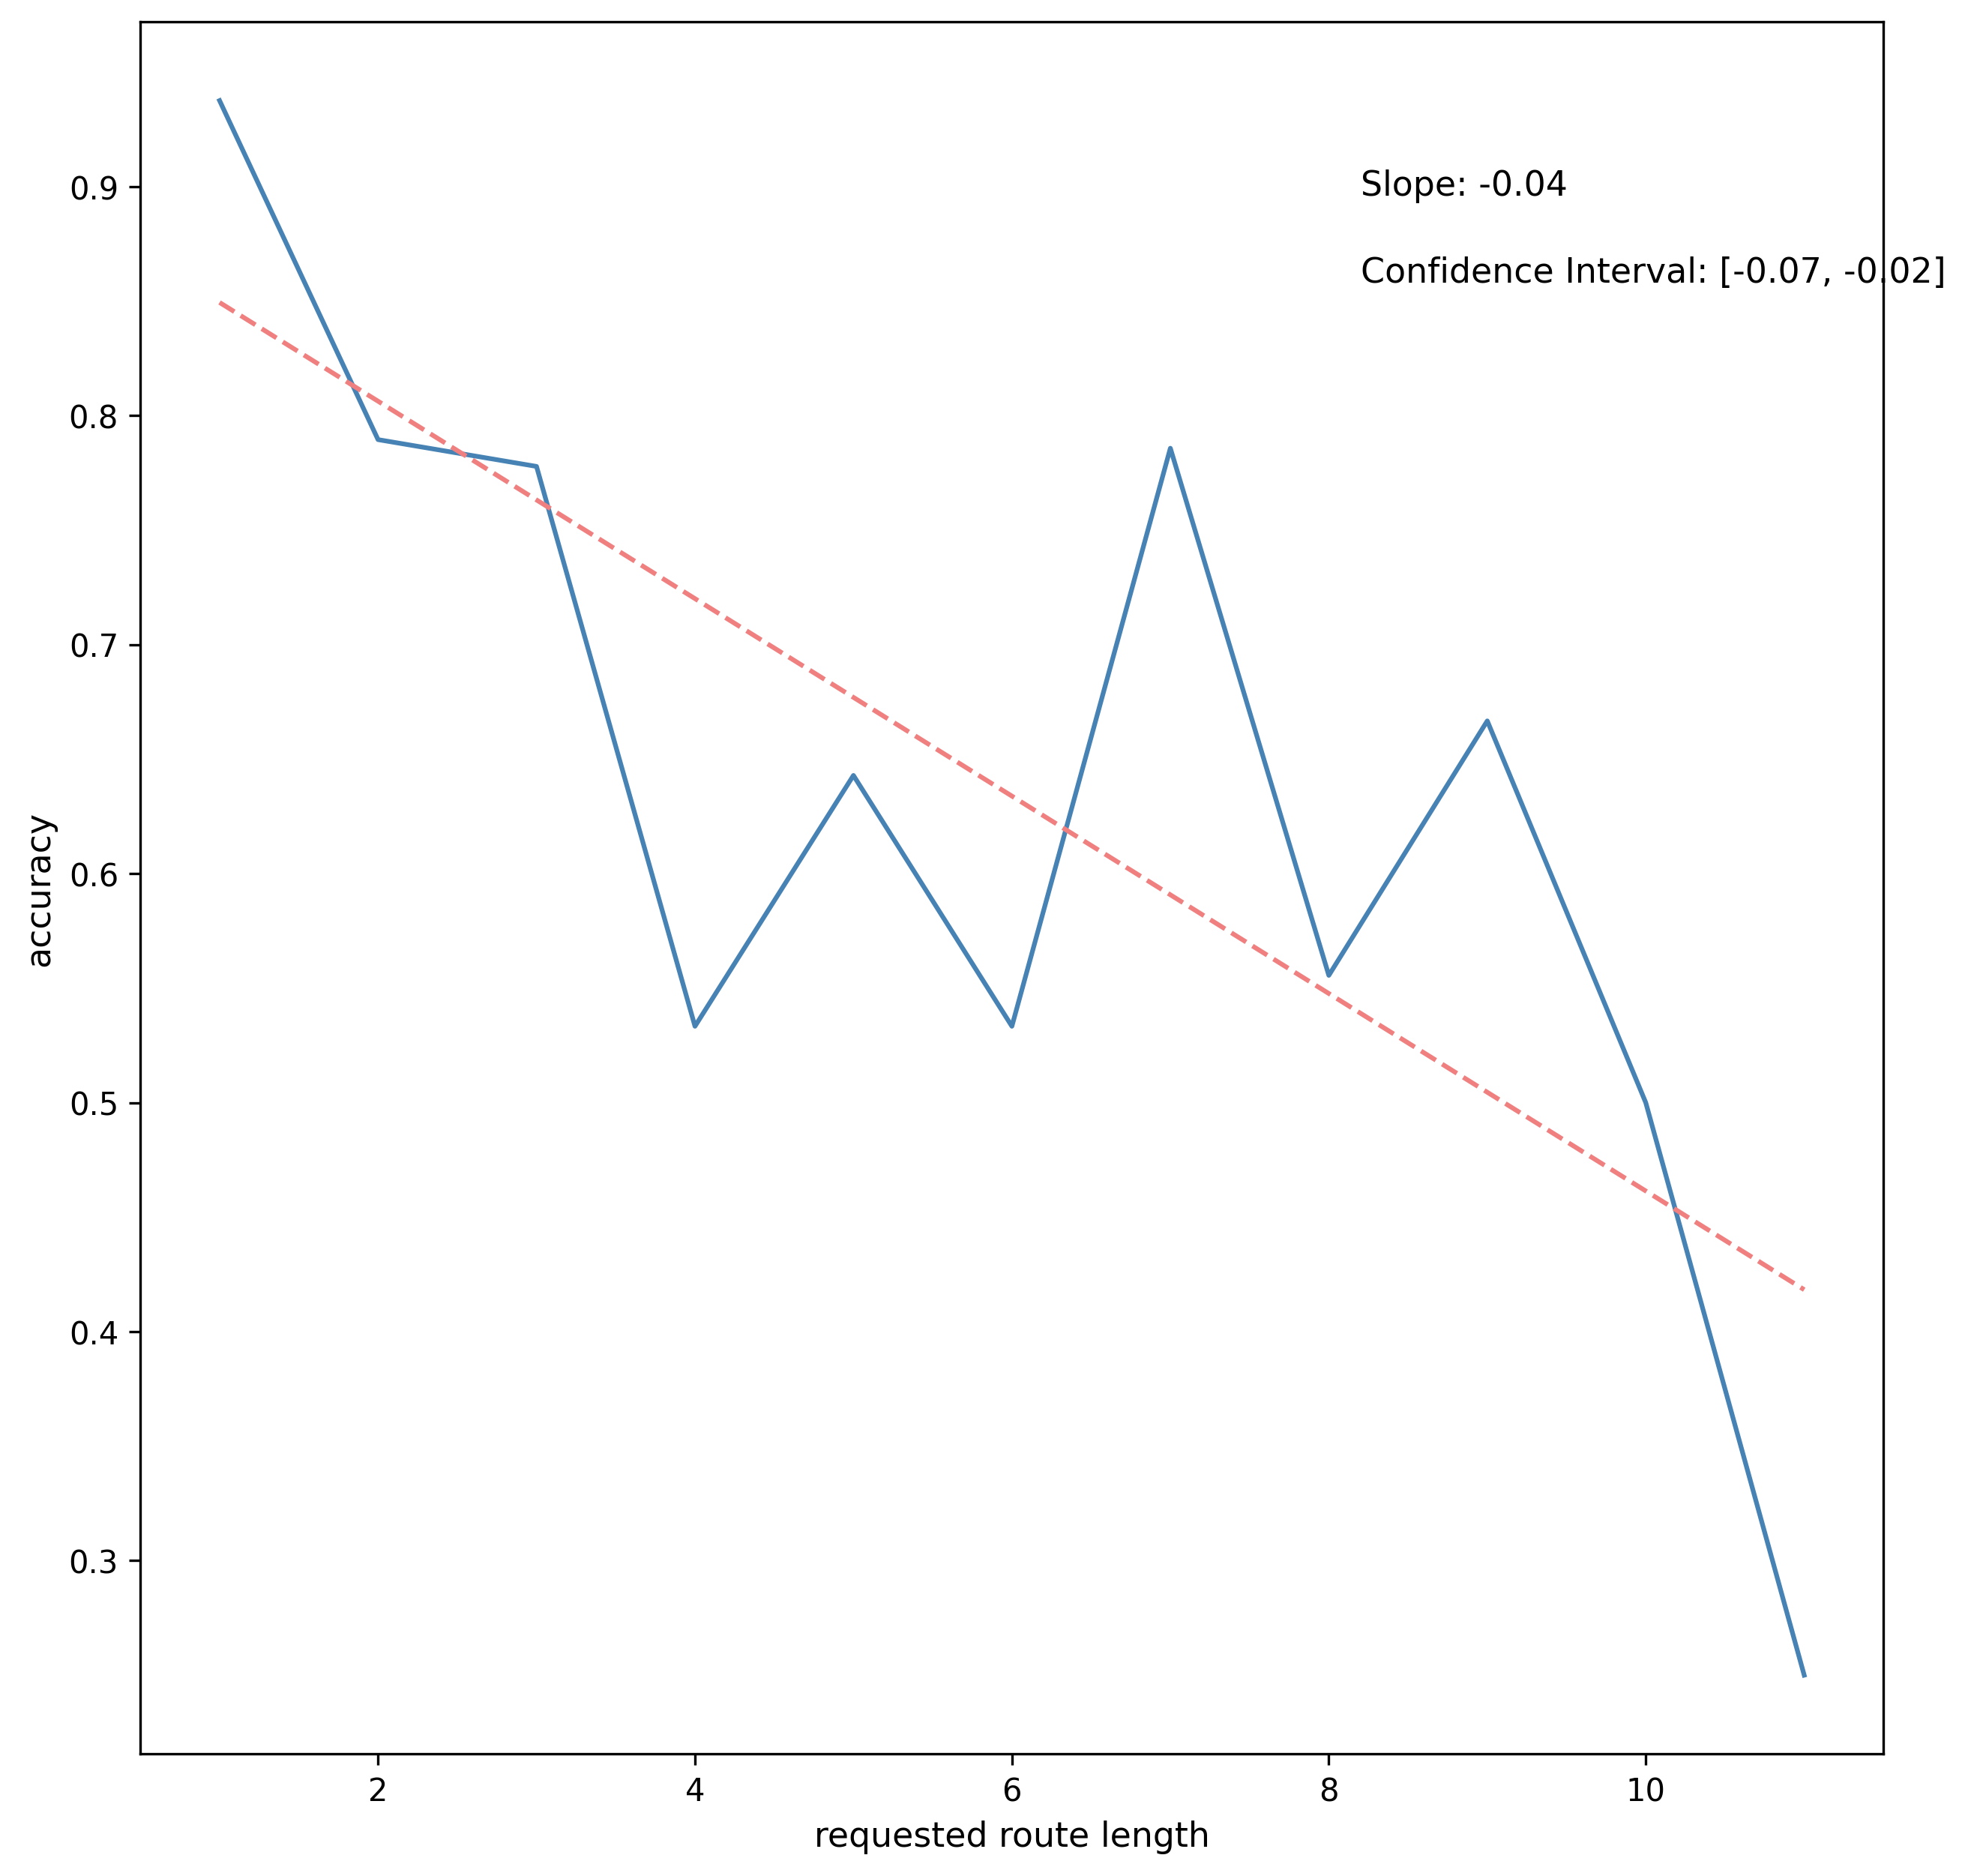 Slope: -0.04
Confidence Interval: [-0.07, -0.02]
0.9
0.8
0.7
0.6
0.5
0.4
0.3
accuracy
2 4 6 8 10
requested route length